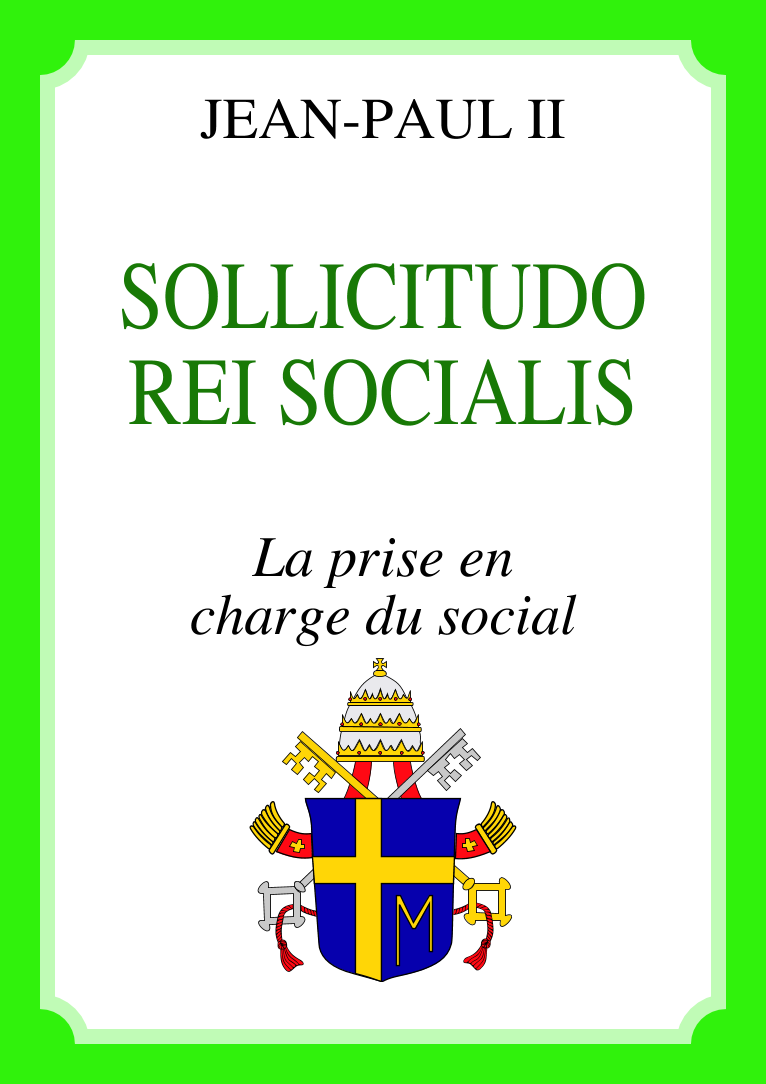 JEAN-PAUL II
SOLLICITUDO
REI SOCIALIS
La prise en
charge du social
M